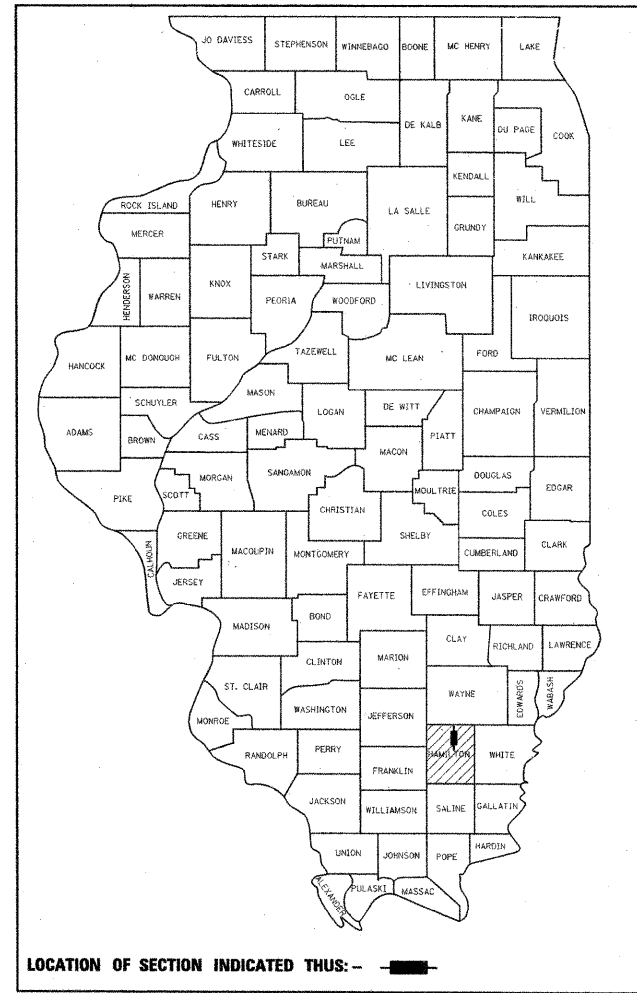 JO DAVIESS STEPHENSON WINNEBAGO BOONE MC HENRY LAKE
CARROLL OGLE DE KALB KANE DU PAGE COOK
WHITESIDE LEE KENDALL WILL
ROCK ISLAND HENRY BUREAU LA SALLE GRUNDY
MERCER PUTNAM KANKAKEE
STARK MARSHALL
HENDERSON WARREN KNOX PEORIA WOODFORD LIVINGSTON IROQUOIS
HANCOCK MC DONOUGH FULTON TAZEWELL MC LEAN FORD
SCHUYLER MASON
ADAMS BROWN CASS MENARD LOGAN DE WITT PIATT CHAMPAIGN VERMILION
MACON
PIKE SCOTT MORGAN SANGAMON MOULTRIE DOUGLAS EDGAR
CHRISTIAN COLES
CALHOUN GREENE MACOUPIN MONTGOMERY SHELBY CUMBERLAND CLARK
JERSEY
FAYETTE EFFINGHAM JASPER CRAWFORD
MADISON BOND
CLINTON MARION CLAY RICHLAND LAWRENCE
ST. CLAIR WAYNE EDWARDS WABASH
MONROE WASHINGTON JEFFERSON
RANDOLPH PERRY HAMILTON WHITE
FRANKLIN
JACKSON WILLIAMSON SALINE GALLATIN
UNION JOHNSON POPE HARDIN
ALEXANDER PULASKI MASSAC
LOCATION OF SECTION INDICATED THUS: –